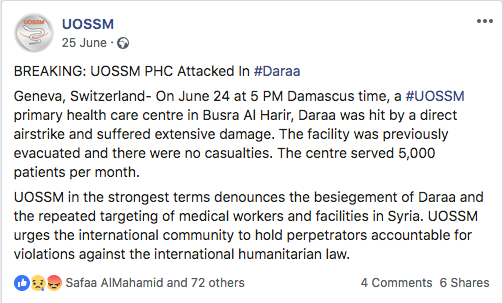 UOSSM
UOSSM
25 June ·
BREAKING: UOSSM PHC Attacked In #Daraa
Geneva, Switzerland- On June 24 at 5 PM Damascus time, a #UOSSM
primary health care centre in Busra Al Harir, Daraa was hit by a direct
airstrike and suffered extensive damage. The facility was previously
evacuated and there were no casualties. The centre served 5,000
patients per month.
UOSSM in the strongest terms denounces the besiegement of Daraa and
the repeated targeting of medical workers and facilities in Syria. UOSSM
urges the international community to hold perpetrators accountable for
violations against the international humanitarian law.
Safaa AlMahamid and 72 others
4 Comments 6 Shares